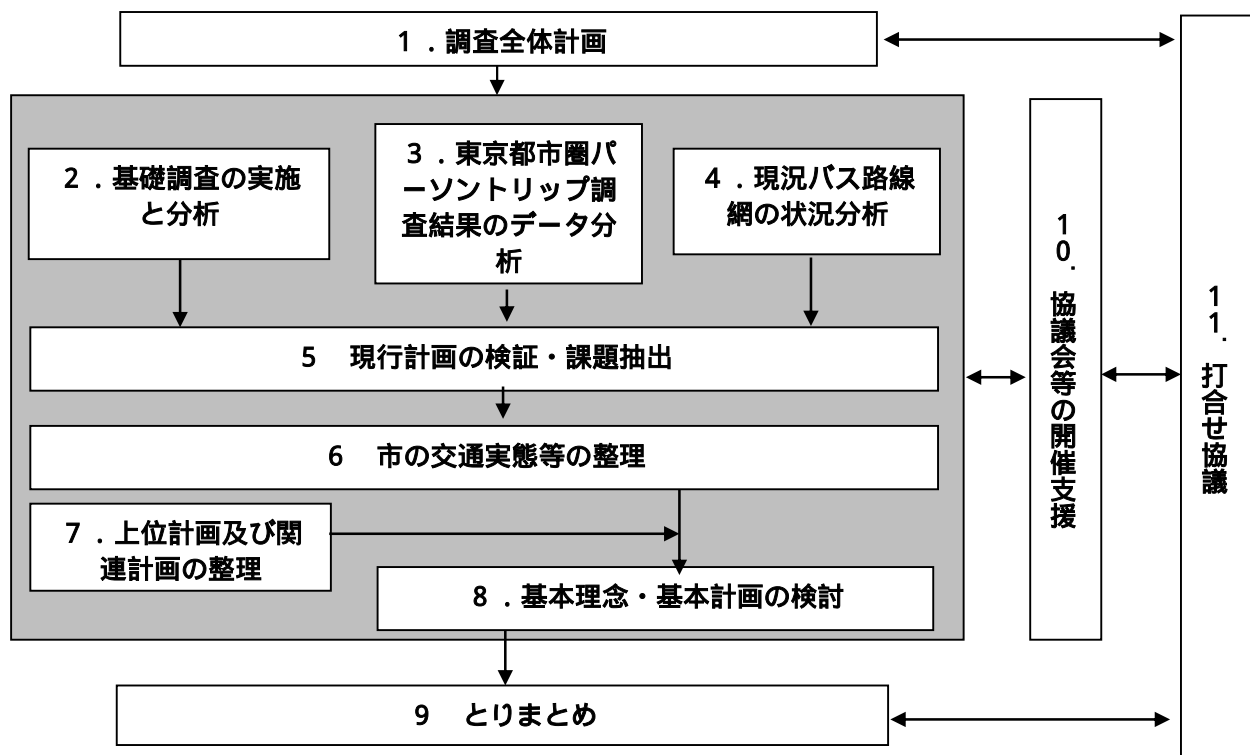 １．調査全体計画
２．基礎調査の実施
と分析
３．東京都市圏パ
ーソントリップ調
査結果のデータ分
析
４．現況バス路線
網の状況分析
５　現行計画の検証・課題抽出
６　市の交通実態等の整理
７．上位計画及び関
連計画の整理
８．基本理念・基本計画の検討
９　とりまとめ
１０．協議会等の開催支援
１１．打合せ協議